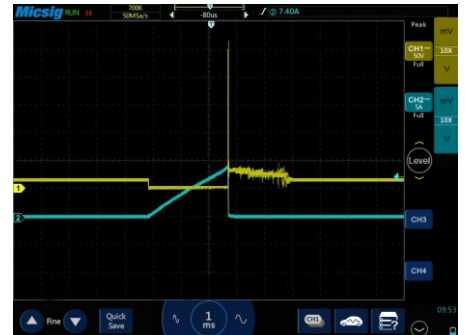 Micsig RUN H 700K 50MSa/s -80us T 2 7.40A
Peak
CH1 50V Full
mV 10X V
CH2 5A Full
mV 10X V
Level
1
2
CH3
CH4
09:53
Fine
Quick Save
1 ms
CH1